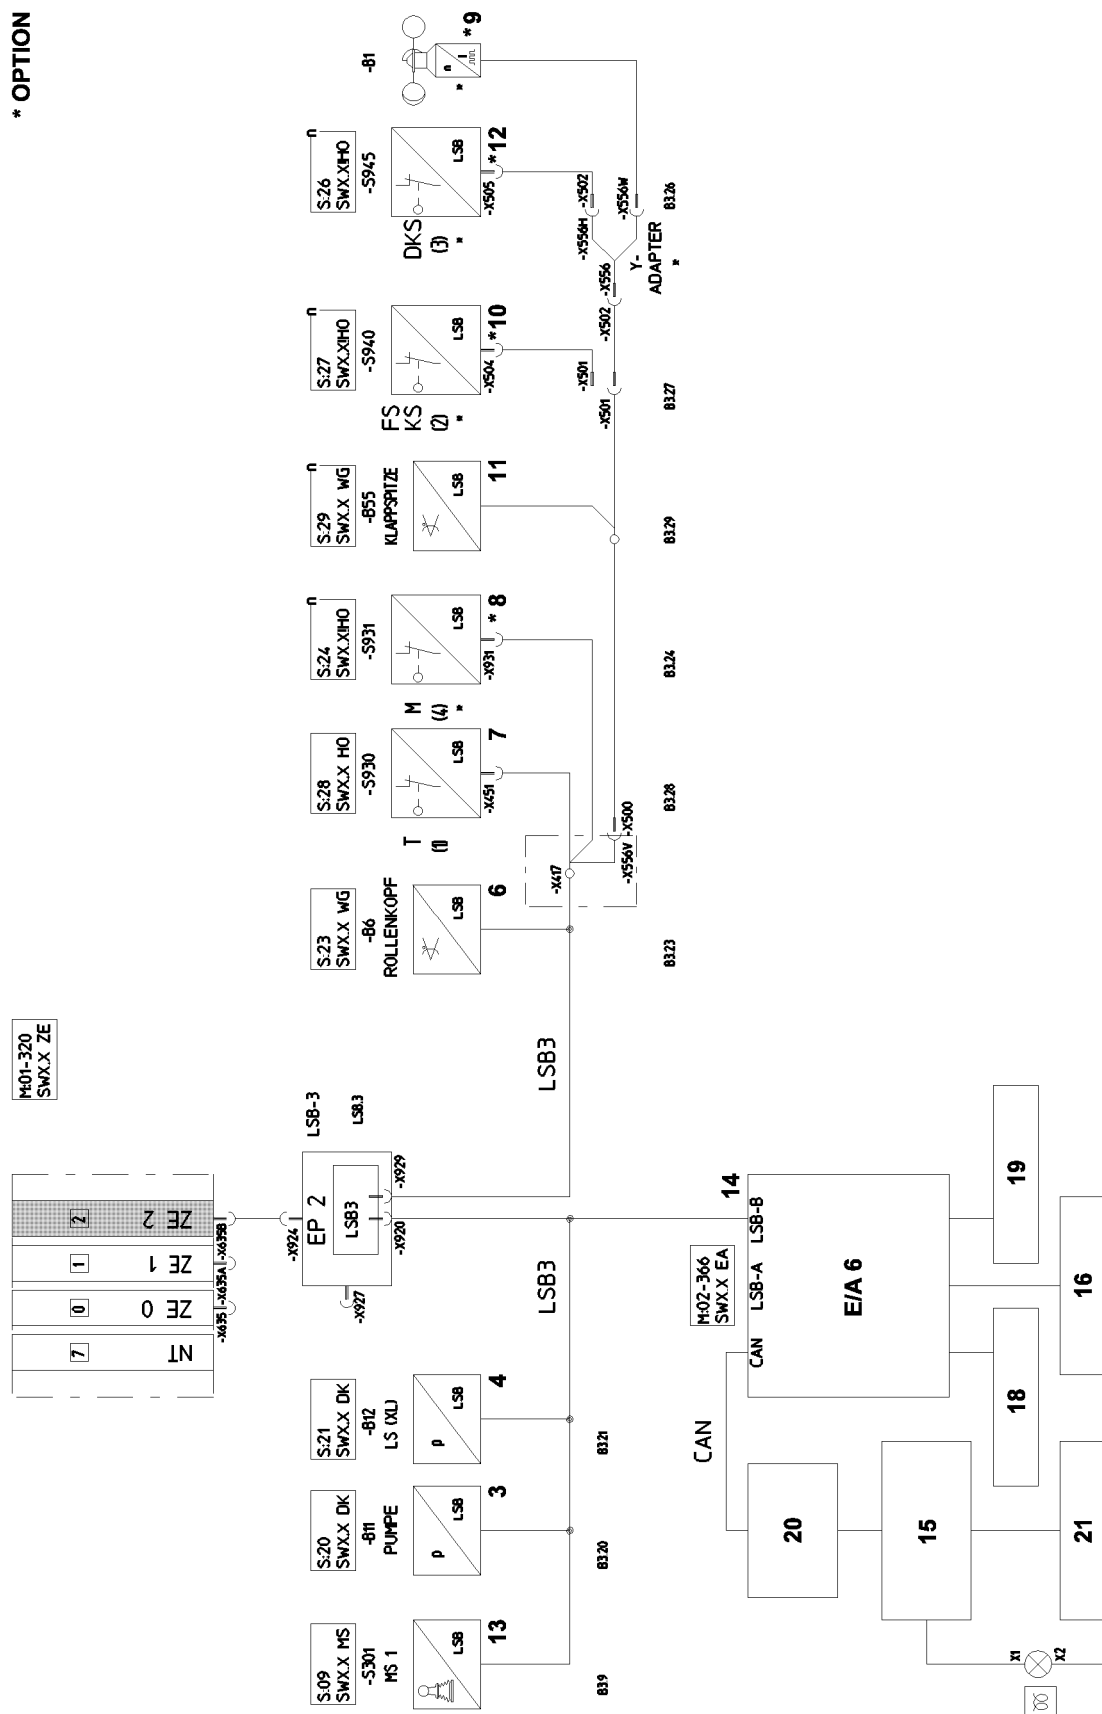 * OPTION
M:01-320
SWX.X ZE
NT
7
ZE 0
0
ZE 1
1
ZE 2
2
-X635
-X635A
-X635B
S:09
SWX.X MS
-S301
MS 1
LSB
13
B3.9
S:20
SWX.X DK
-B11
PUMPE
p
LSB
3
B3.20
S:21
SWX.X DK
-B12
LS (XL)
p
LSB
4
B3.21
-X924
-X927
EP 2
LSB3
-X920
-X929
LSB-3
LSB.3
LSB3
LSB3
S:23
SWX.X WG
-B6
ROLLENKOPF
LSB
6
B3.23
S:28
SWX.X HO
-S930
T
(1)
LSB
-X451
7
B3.28
S:24
SWX.X!HO
n
-S931
M
(4)
*
LSB
-X931
* 8
B3.24
S:29
SWX.X WG
n
-B55
KLAPPSPITZE
LSB
11
B3.29
S:27
SWX.X!HO
n
-S940
FS
KS
(2)
*
LSB
-X504
*10
-X501
B3.27
S:26
SWX.X!HO
n
-S945
DKS
(3)
*
LSB
-X505
*12
-X502
B3.26
-B1
n
I
*
* 9
-X417
-X556V
-X500
-X501
-X502
-X556
-X556H
-X556W
Y-
ADAPTER
*
M:02-366
SWX.X EA
14
CAN
LSB-A
LSB-B
E/A 6
CAN
20
15
18
19
16
21
X1
X2